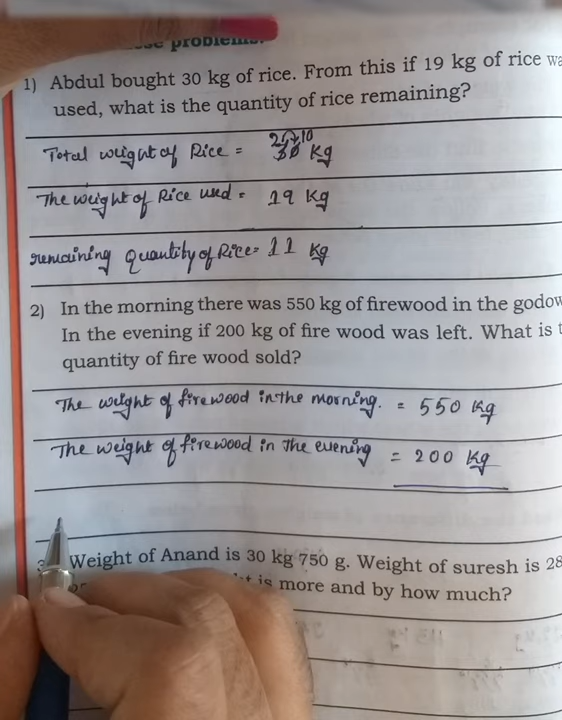 problems.
1) Abdul bought 30 kg of rice. From this if 19 kg of rice
used, what is the quantity of rice remaining?
Total weight of Rice = 30 Kg
The weight of Rice used = 19 Kg
remaining Quantity of Rice = 11 Kg
2) In the morning there was 550 kg of firewood in the
In the evening if 200 kg of fire wood was left. What is
quantity of fire wood sold?
The weight of firewood in the morning. = 550 Kg
The weight of firewood in The evening = 200 Kg
Weight of Anand is 30 kg 750 g. Weight of suresh is 28
is more and by how much?